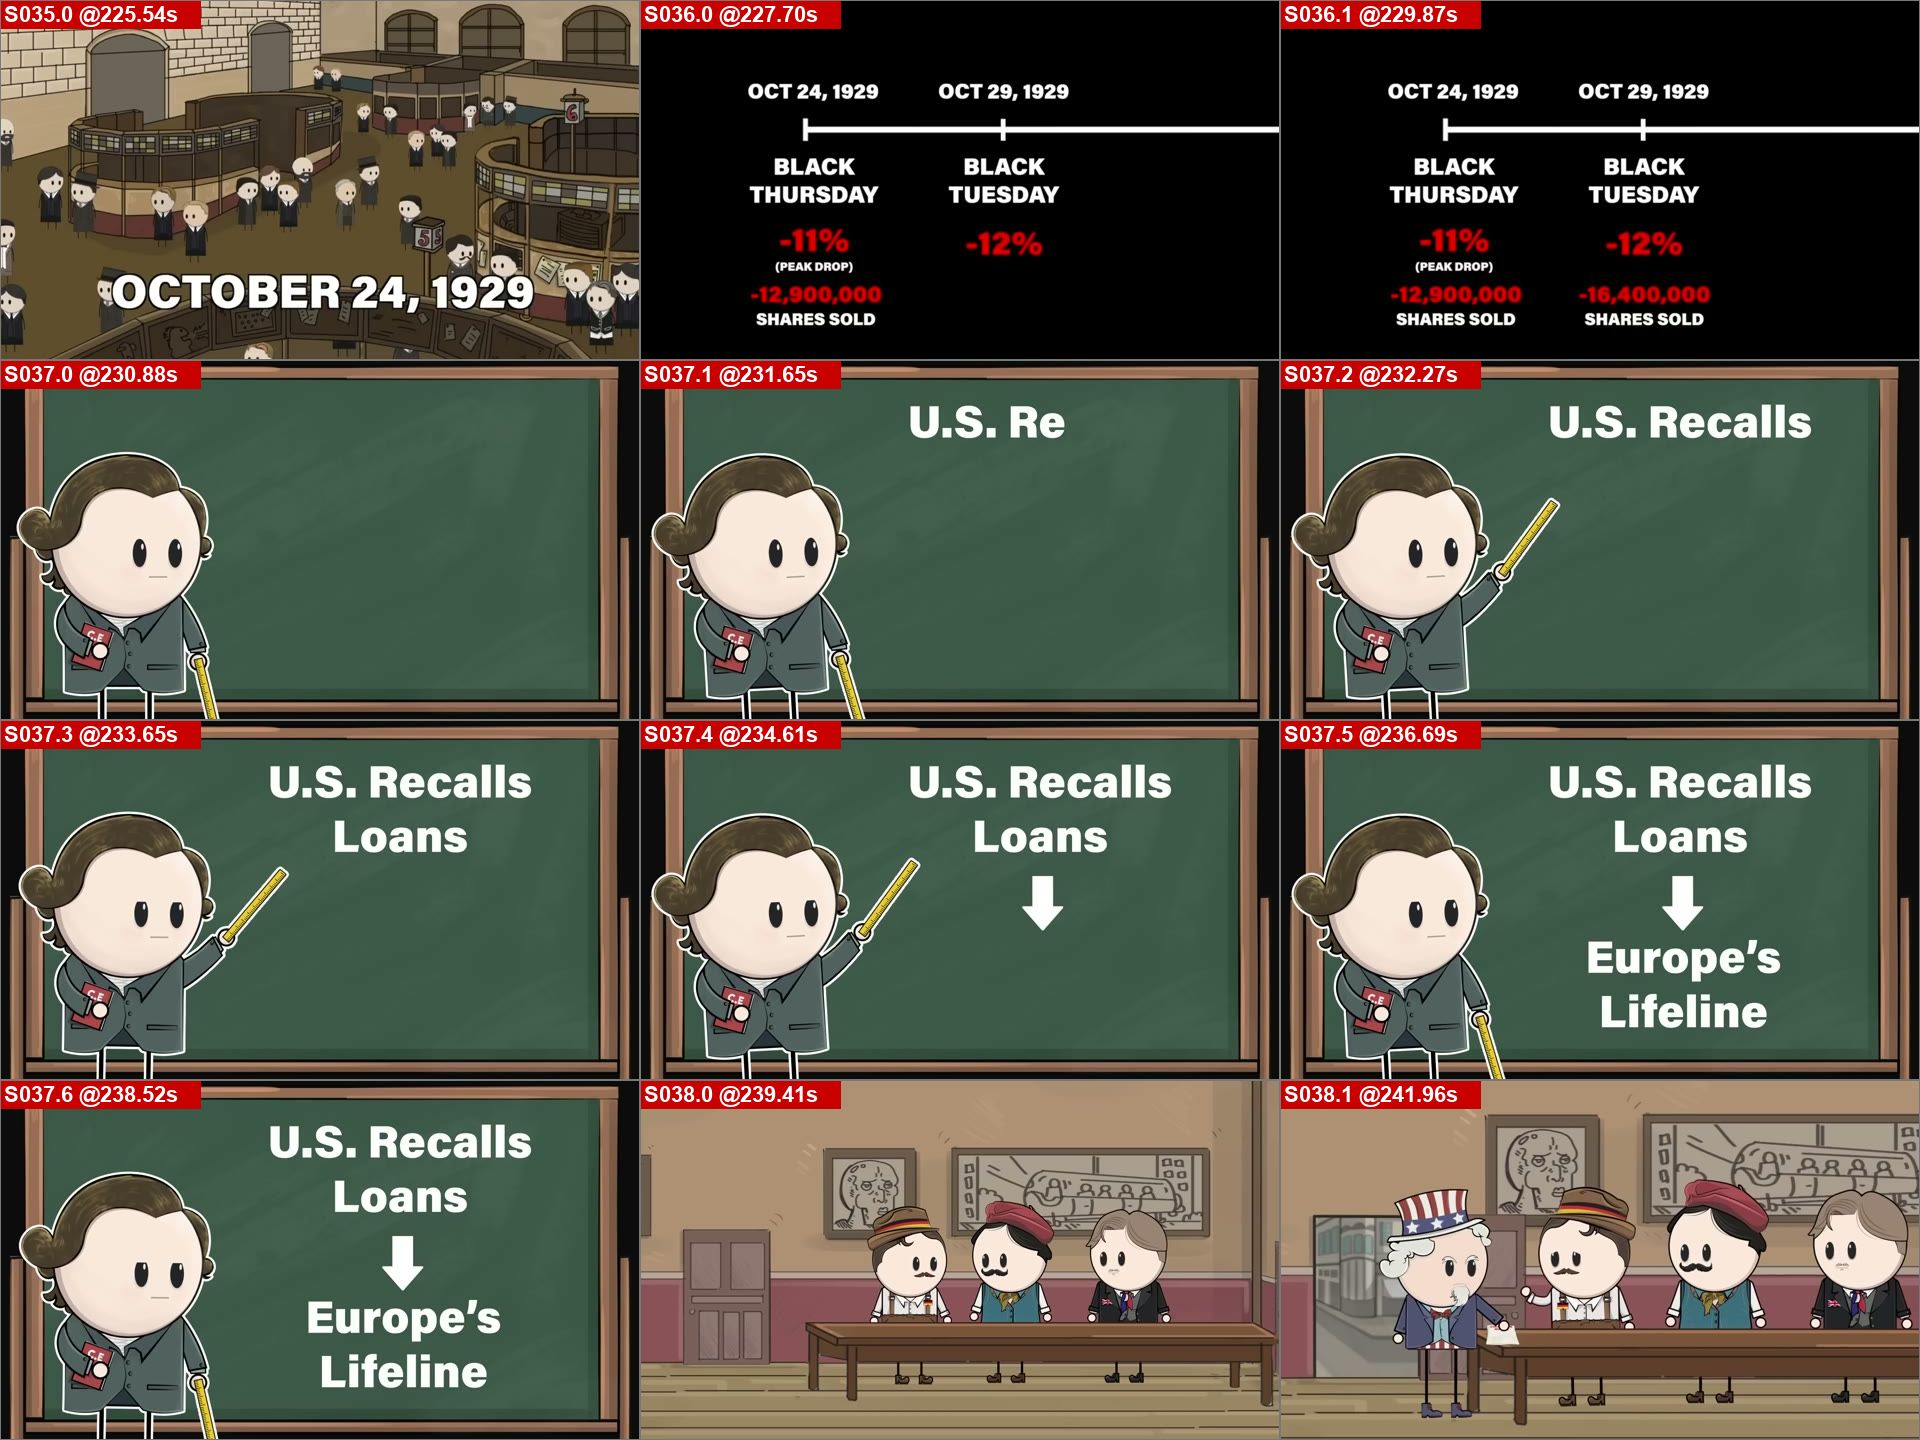 S035.0 @225.54s
6
5
5
OCTOBER 24, 1929
S036.0 @227.70s
OCT 24, 1929
OCT 29, 1929
BLACK
THURSDAY
BLACK
TUESDAY
-11%
(PEAK DROP)
-12%
-12,900,000
SHARES SOLD
S036.1 @229.87s
OCT 24, 1929
OCT 29, 1929
BLACK
THURSDAY
BLACK
TUESDAY
-11%
(PEAK DROP)
-12%
-12,900,000
SHARES SOLD
-16,400,000
SHARES SOLD
S037.0 @230.88s
C.E
S037.1 @231.65s
U.S. Re
C.E
S037.2 @232.27s
U.S. Recalls
C.E
S037.3 @233.65s
U.S. Recalls
Loans
C.E
S037.4 @234.61s
U.S. Recalls
Loans
C.E
S037.5 @236.69s
U.S. Recalls
Loans
Europe's
Lifeline
C.E
S037.6 @238.52s
U.S. Recalls
Loans
Europe's
Lifeline
C.E
S038.0 @239.41s
S038.1 @241.96s